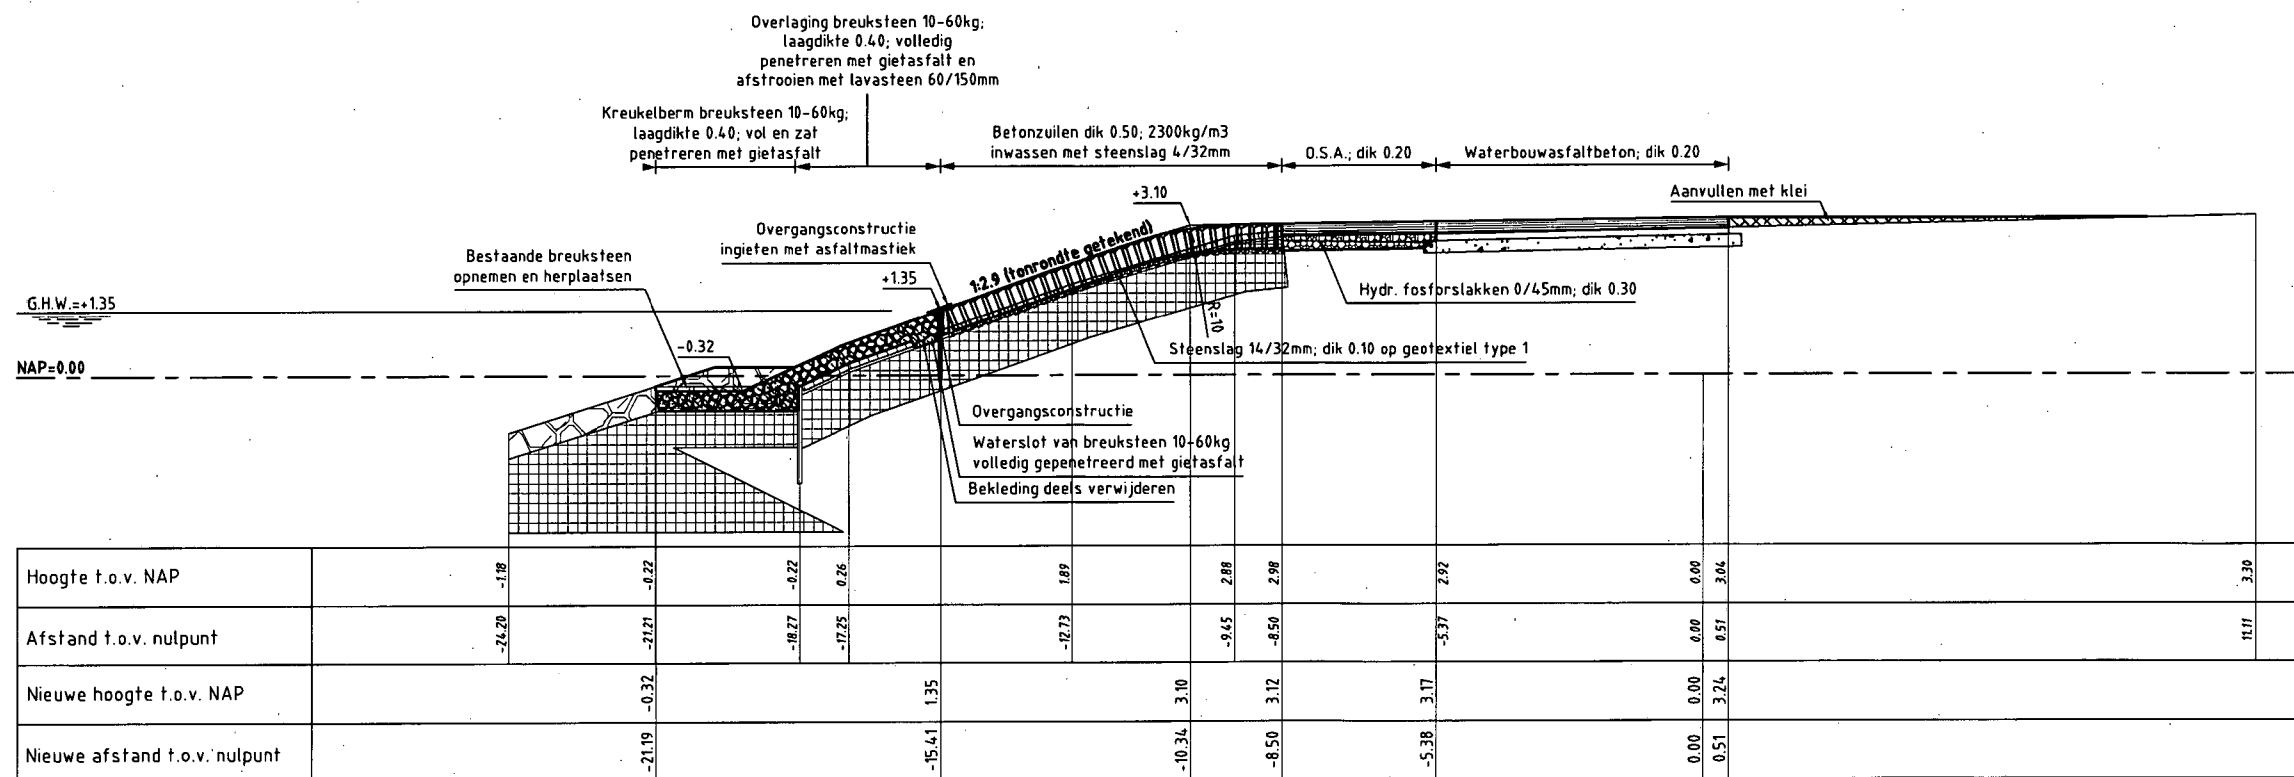 Overlaging breuksteen 10-60kg;
laagdikte 0.40; volledig
penetreren met gietasfalt en
afstrooien met lavasteen 60/150mm
Kreukelberm breuksteen 10-60kg;
laagdikte 0.40; vol en zat
penetreren met gietasfalt
Betonzuilen dik 0.50; 2300kg/m3
inwassen met steenslag 4/32mm
O.S.A.; dik 0.20
Waterbouwasfaltbeton; dik 0.20
Aanvullen met klei
+3.10
Overgangsconstructie
ingieten met asfaltmastiek
1:2.9 (tonrondte getekend)
Bestaande breuksteen
opnemen en herplaatsen
+1.35
Hydr. fosforslakken 0/45mm; dik 0.30
G.H.W.=+1.35
R=10
-0.32
Steenslag 14/32mm; dik 0.10 op geotextiel type 1
NAP=0.00
Overgangsconstructie
Waterslot van breuksteen 10-60kg
volledig gepenetreerd met gietasfalt
Bekleding deels verwijderen
Hoogte t.o.v. NAP -1.18 -0.22 -0.22 0.26 1.89 2.88 2.98 2.92 0.00 3.04 3.30
Afstand t.o.v. nulpunt -24.20 -21.21 -18.27 -17.25 -12.73 -9.45 -8.50 -5.37 0.00 0.51 11.11
Nieuwe hoogte t.o.v. NAP -0.32 1.35 3.10 3.12 3.17 0.00 3.24
Nieuwe afstand t.o.v. nulpunt -21.19 -15.41 -10.34 -8.50 -5.38 0.00 0.51